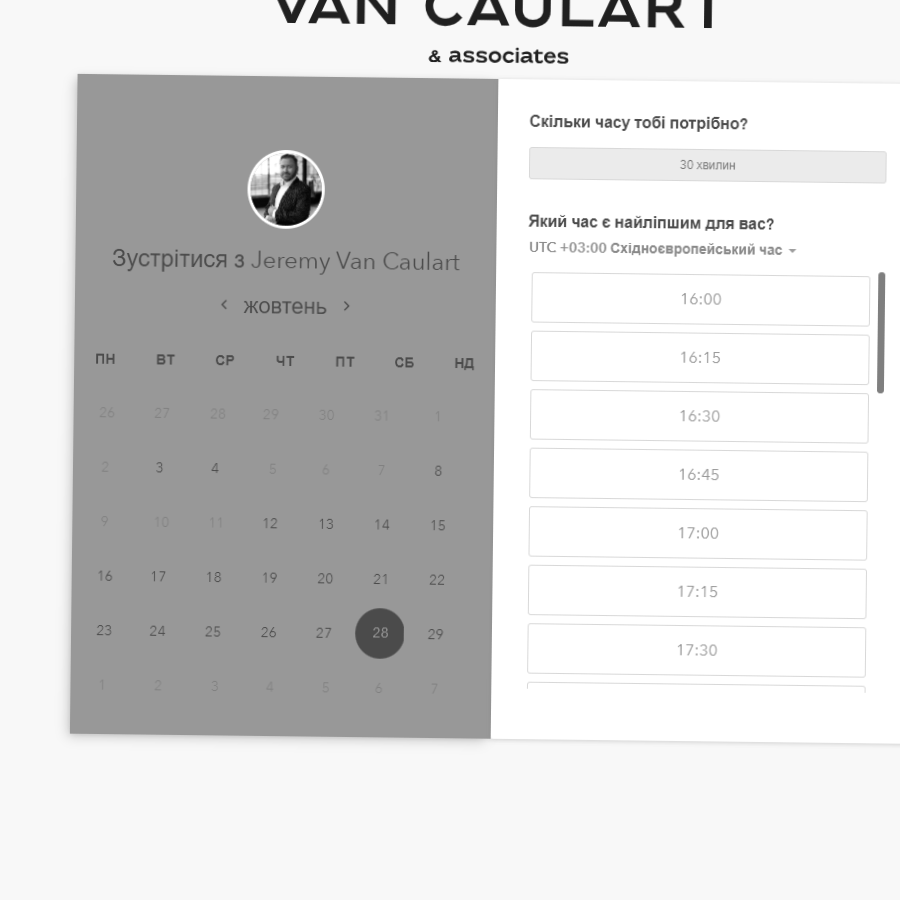 VAN CAULART
& associates
Зустрітися з Jeremy Van Caulart
жовтень
ПН ВТ СР ЧТ ПТ СБ НД
26 27 28 29 30 31 1
2 3 4 5 6 7 8
9 10 11 12 13 14 15
16 17 18 19 20 21 22
23 24 25 26 27 28 29
1 2 3 4 5 6 7
Скільки часу тобі потрібно?
30 хвилин
Який час є найліпшим для вас?
UTC +03:00 Східноєвропейський час
16:00
16:15
16:30
16:45
17:00
17:15
17:30